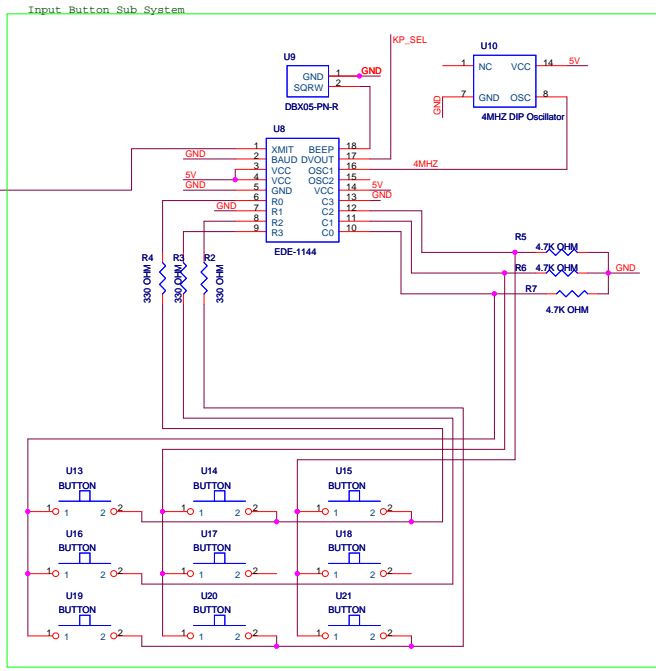 Input Button Sub System
KP_SEL
U9
GND 1 GND
SQRW 2
DBX05-PN-R
U10
1 NC VCC 14 5V
7 GND OSC 8
GND
4MHZ DIP Oscillator
U8
1 XMIT BEEP 18
GND 2 BAUD DVOUT 17
3 VCC OSC1 16 4MHZ
5V 4 VCC OSC2 15
GND 5 GND VCC 14 5V
6 R0 C3 13 GND
GND 7 R1 C2 12
8 R2 C1 11
9 R3 C0 10
EDE-1144
R4 R3 R2
330 OHM 330 OHM 330 OHM
R5 4.7K OHM
R6 4.7K OHM GND
R7
4.7K OHM
U13 U14 U15
BUTTON BUTTON BUTTON
1 1 2 2 1 1 2 2 1 1 2 2
U16 U17 U18
BUTTON BUTTON BUTTON
1 1 2 2 1 1 2 2 1 1 2 2
U19 U20 U21
BUTTON BUTTON BUTTON
1 1 2 2 1 1 2 2 1 1 2 2